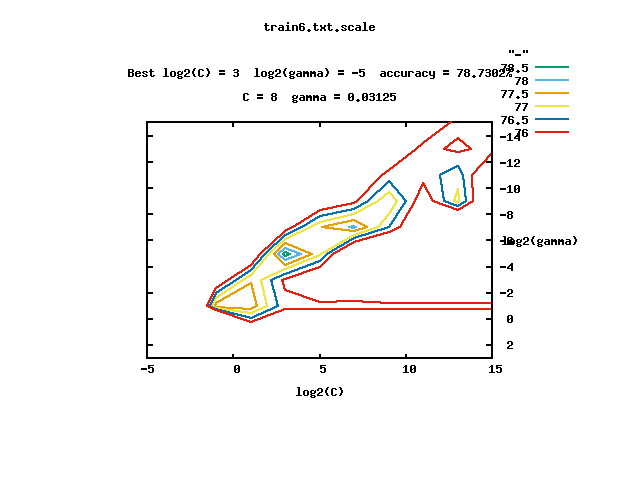 train6.txt.scale
"-"
Best log2(C) = 3  log2(gamma) = -5  accuracy = 78.7302%
78.5
78
C = 8  gamma = 0.03125
77.5
77
76.5
76
-14
-12
-10
-8
-6
log2(gamma)
-4
-2
0
2
-5 0 5 10 15
log2(C)